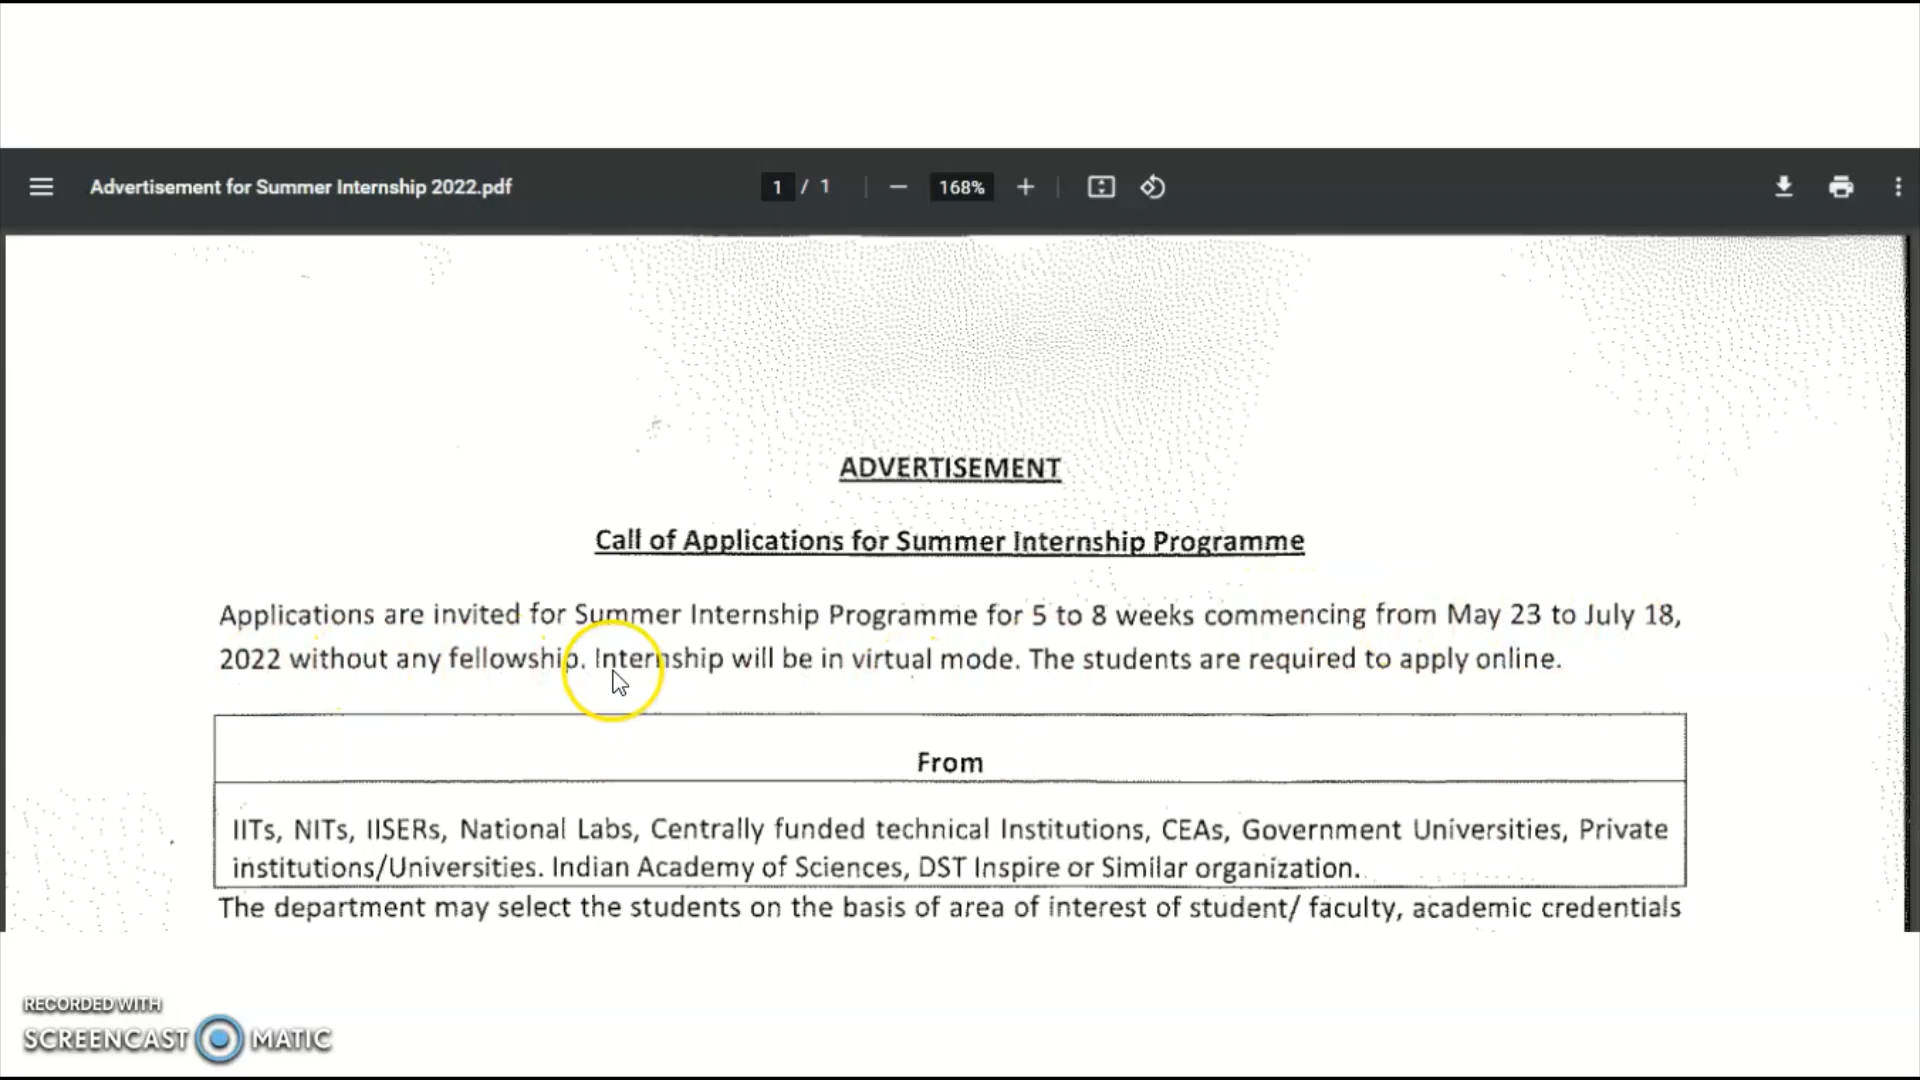 Advertisement for Summer Internship 2022.pdf
1 / 1
168%
ADVERTISEMENT
Call of Applications for Summer Internship Programme
Applications are invited for Summer Internship Programme for 5 to 8 weeks commencing from May 23 to July 18,
2022 without any fellowship. Internship will be in virtual mode. The students are required to apply online.
From
IITs, NITs, IISERs, National Labs, Centrally funded technical Institutions, CEAs, Government Universities, Private
institutions/Universities. Indian Academy of Sciences, DST Inspire or Similar organization.
The department may select the students on the basis of area of interest of student/ faculty, academic credentials
RECORDED WITH
SCREENCAST MATIC